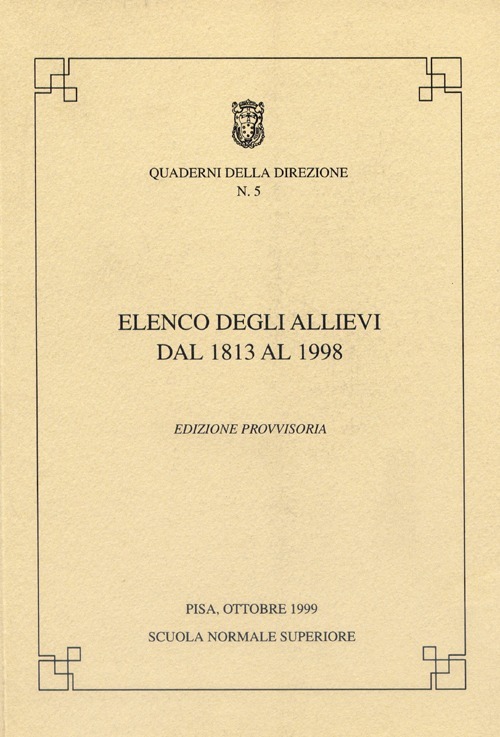 QUADERNI DELLA DIREZIONE
N. 5
ELENCO DEGLI ALLIEVI
DAL 1813 AL 1998
EDIZIONE PROVVISORIA
PISA, OTTOBRE 1999
SCUOLA NORMALE SUPERIORE